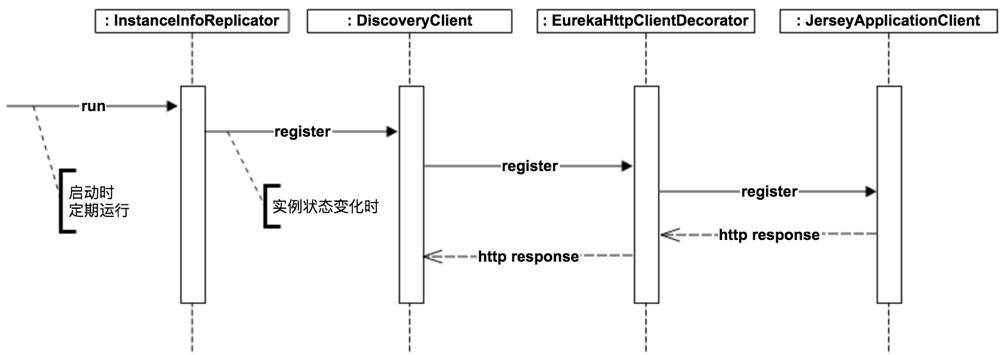 : InstanceInfoReplicator
: DiscoveryClient
: EurekaHttpClientDecorator
: JerseyApplicationClient
run
register
register
register
启动时
定期运行
实例状态变化时
http response
http response